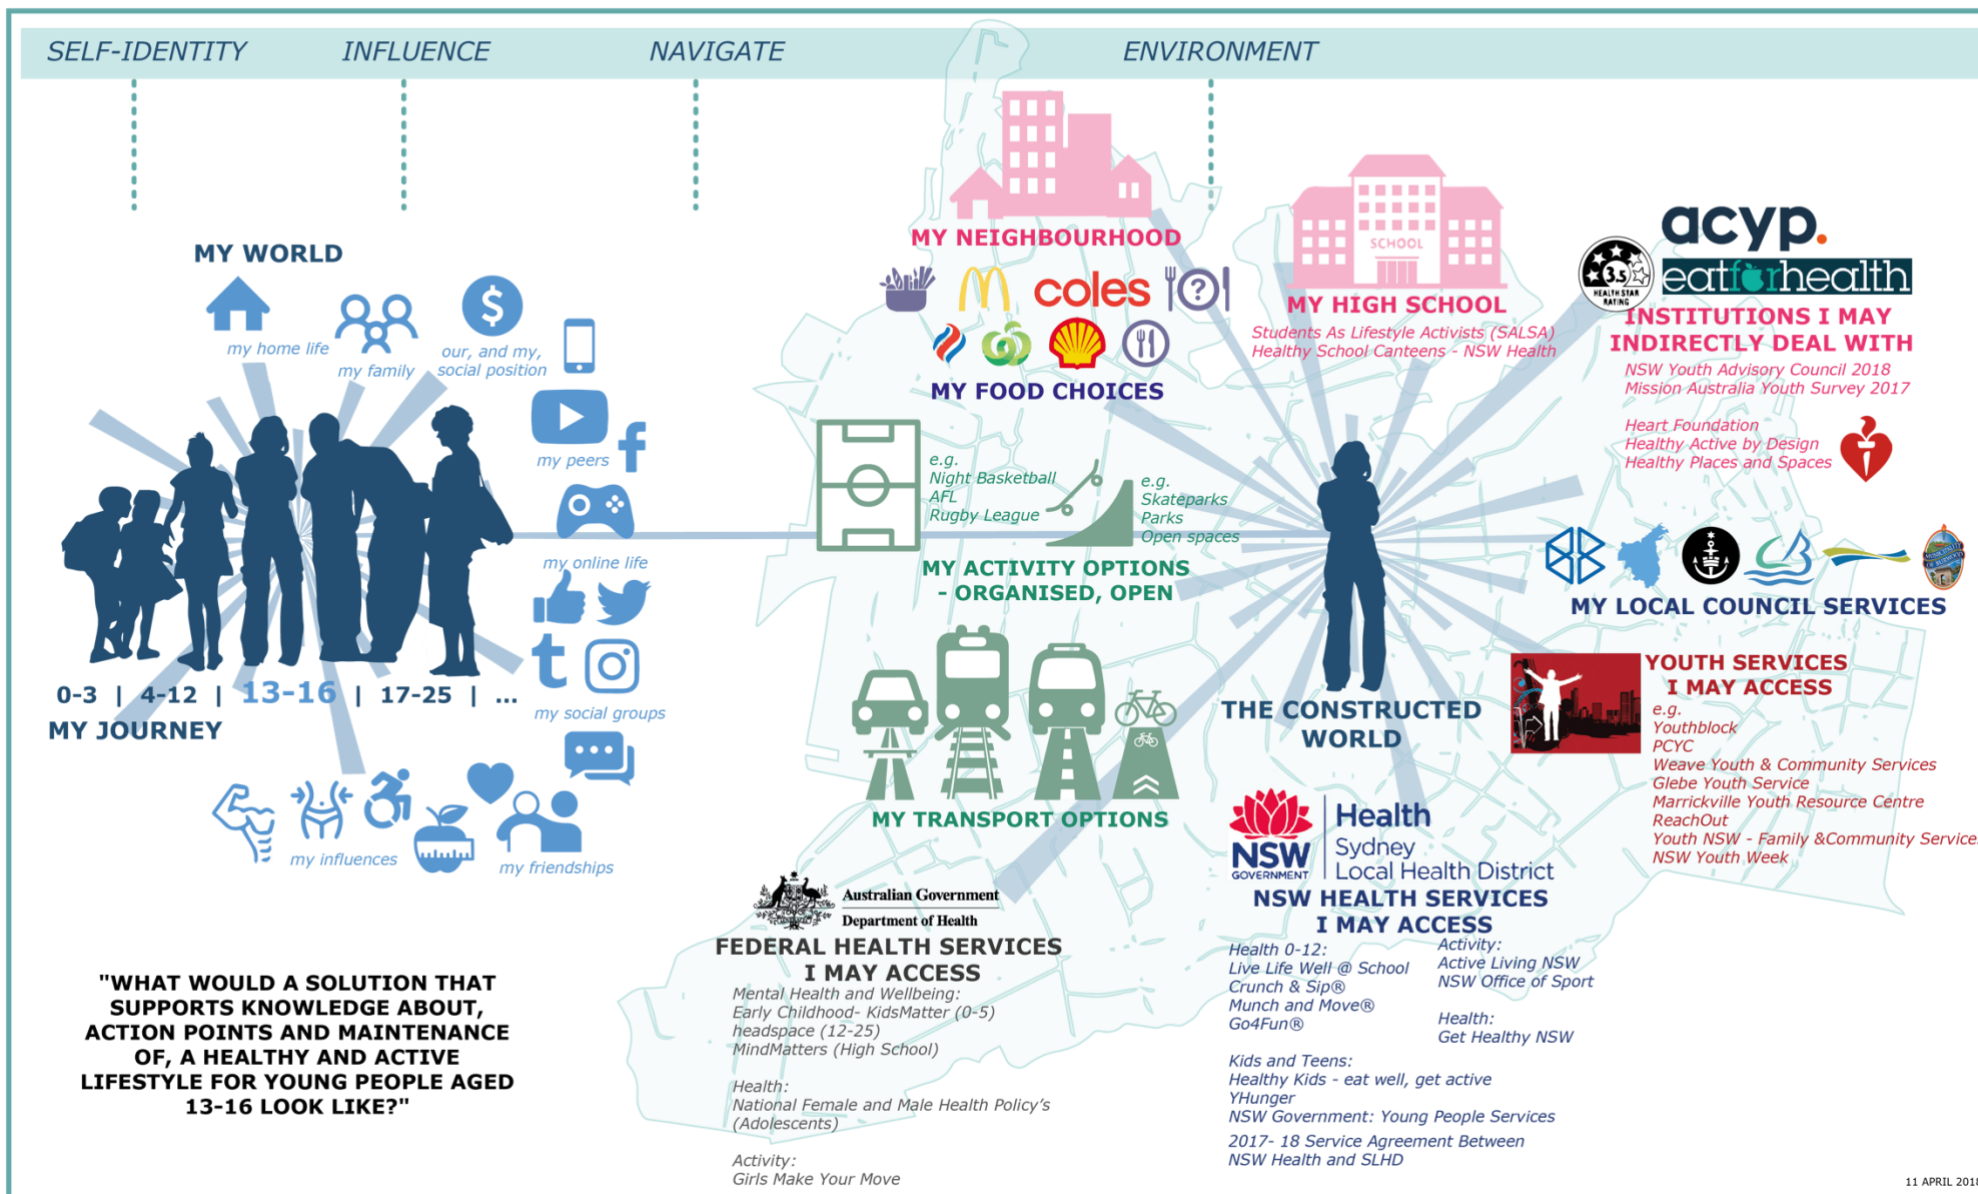 SELF-IDENTITY
INFLUENCE
NAVIGATE
ENVIRONMENT
MY WORLD
my home life
my family
$
our, and my,
social position
my peers
f
my online life
t
my social groups
0-3 | 4-12 | 13-16 | 17-25 | ...
MY JOURNEY
my influences
my friendships
"WHAT WOULD A SOLUTION THAT
SUPPORTS KNOWLEDGE ABOUT,
ACTION POINTS AND MAINTENANCE
OF, A HEALTHY AND ACTIVE
LIFESTYLE FOR YOUNG PEOPLE AGED
13-16 LOOK LIKE?"
MY NEIGHBOURHOOD
coles
?
MY FOOD CHOICES
e.g.
Night Basketball
AFL
Rugby League
e.g.
Skateparks
Parks
Open spaces
MY ACTIVITY OPTIONS
- ORGANISED, OPEN
MY TRANSPORT OPTIONS
Australian Government
Department of Health
FEDERAL HEALTH SERVICES
I MAY ACCESS
Mental Health and Wellbeing:
Early Childhood- KidsMatter (0-5)
headspace (12-25)
MindMatters (High School)
Health:
National Female and Male Health Policy's
(Adolescents)
Activity:
Girls Make Your Move
SCHOOL
MY HIGH SCHOOL
Students As Lifestyle Activists (SALSA)
Healthy School Canteens - NSW Health
THE CONSTRUCTED
WORLD
NSW
GOVERNMENT
Health
Sydney
Local Health District
NSW HEALTH SERVICES
I MAY ACCESS
Health 0-12:
Live Life Well @ School
Crunch & Sip®
Munch and Move®
Go4Fun®
Activity:
Active Living NSW
NSW Office of Sport
Health:
Get Healthy NSW
Kids and Teens:
Healthy Kids - eat well, get active
YHunger
NSW Government: Young People Services
2017- 18 Service Agreement Between
NSW Health and SLHD
acyp.
3.5
HEALTH STAR
RATING
eatforhealth
INSTITUTIONS I MAY
INDIRECTLY DEAL WITH
NSW Youth Advisory Council 2018
Mission Australia Youth Survey 2017
Heart Foundation
Healthy Active by Design
Healthy Places and Spaces
MUNICIPALITY
OF BURWOOD
MY LOCAL COUNCIL SERVICES
YOUTH SERVICES
I MAY ACCESS
e.g.
Youthblock
PCYC
Weave Youth & Community Services
Glebe Youth Service
Marrickville Youth Resource Centre
ReachOut
Youth NSW - Family &Community Services
NSW Youth Week
11 APRIL 2018